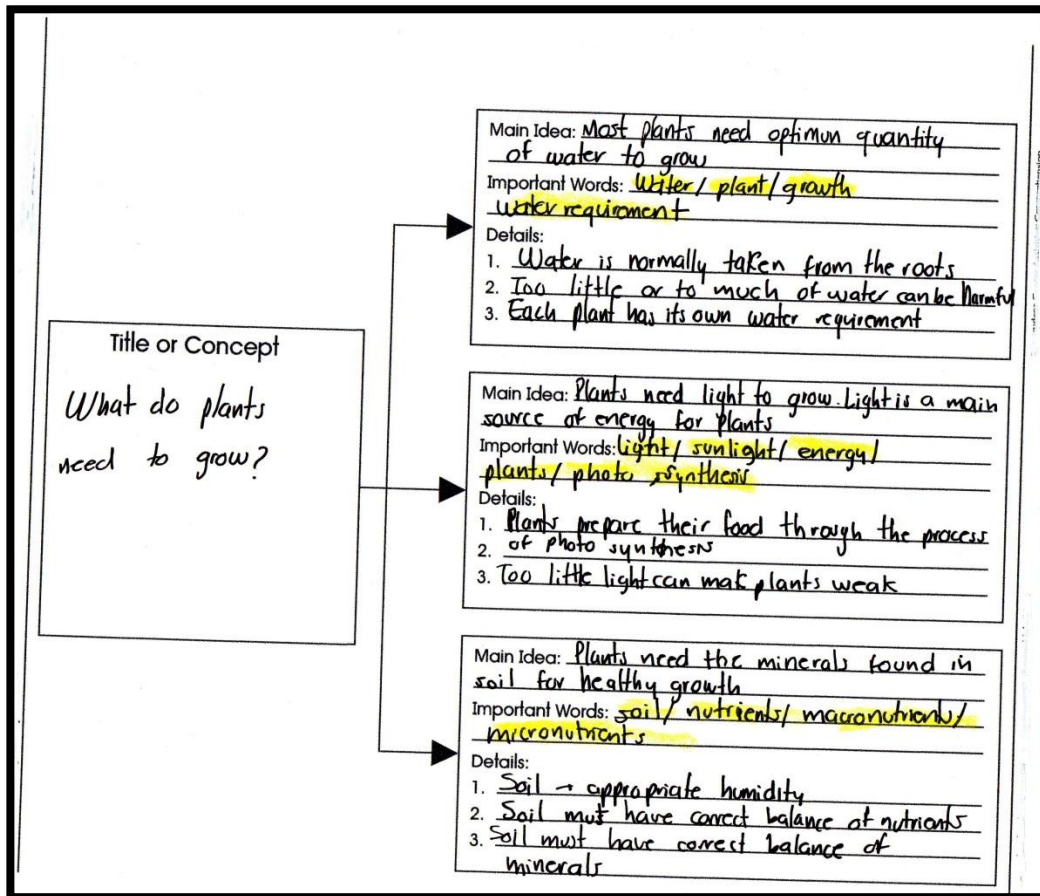 Title or Concept
What do plants
need to grow?
Main Idea: Most plants need optimun quantity
of water to grow
Important Words: Water/ plant/ growth
water requirement
Details:
1. Water is normally taken from the roots
2. Too little or to much of water can be harmful
3. Each plant has its own water requirement
Main Idea: Plants need light to grow. Light is a main
source of energy for plants
Important Words: light/ sunlight/ energy/
plants/ photo synthesis
Details:
1. Plants prepare their food through the process
2. of photo synthesis
3. Too little light can mak plants weak
Main Idea: Plants need the minerals found in
soil for healthy growth
Important Words: soil/ nutrients/ macronutrients/
micronutrients
Details:
1. Soil → appropriate humidity
2. Soil mut have correct balance of nutrients
3. Soil must have correct balance of
minerals